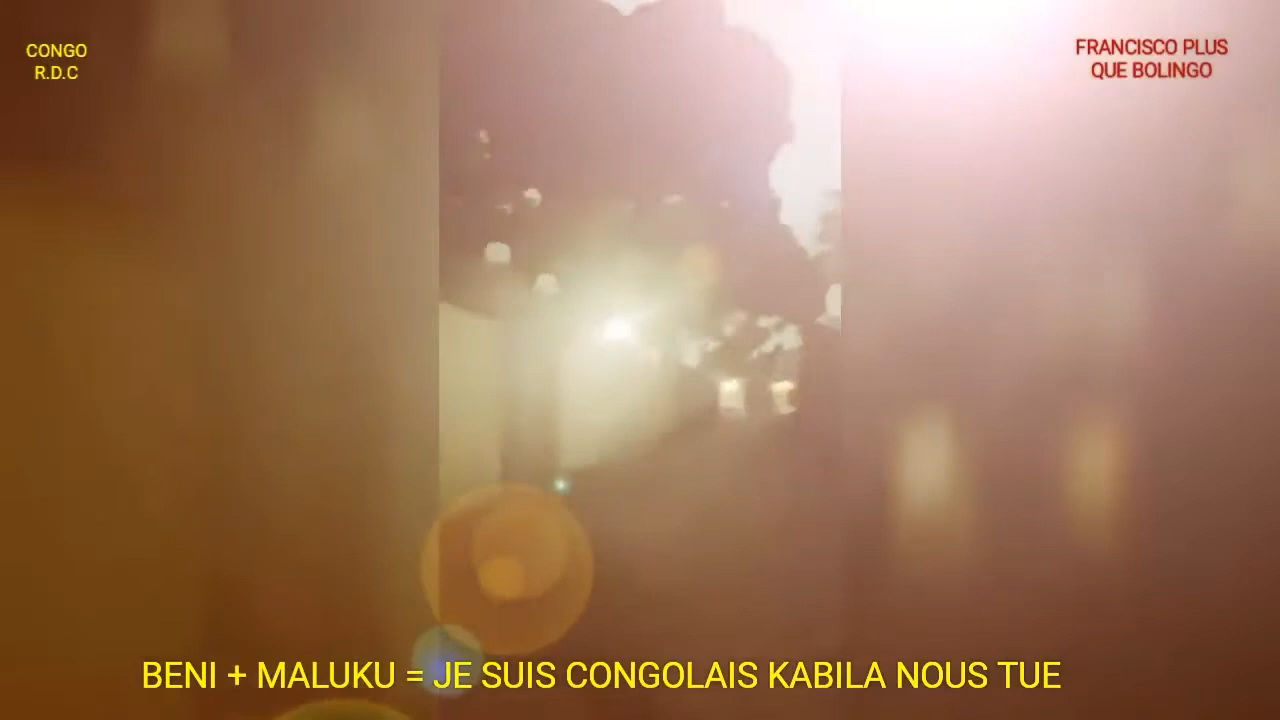 CONGO
R.D.C
FRANCISCO PLUS
QUE BOLINGO
BENI + MALUKU = JE SUIS CONGOLAIS KABILA NOUS TUE